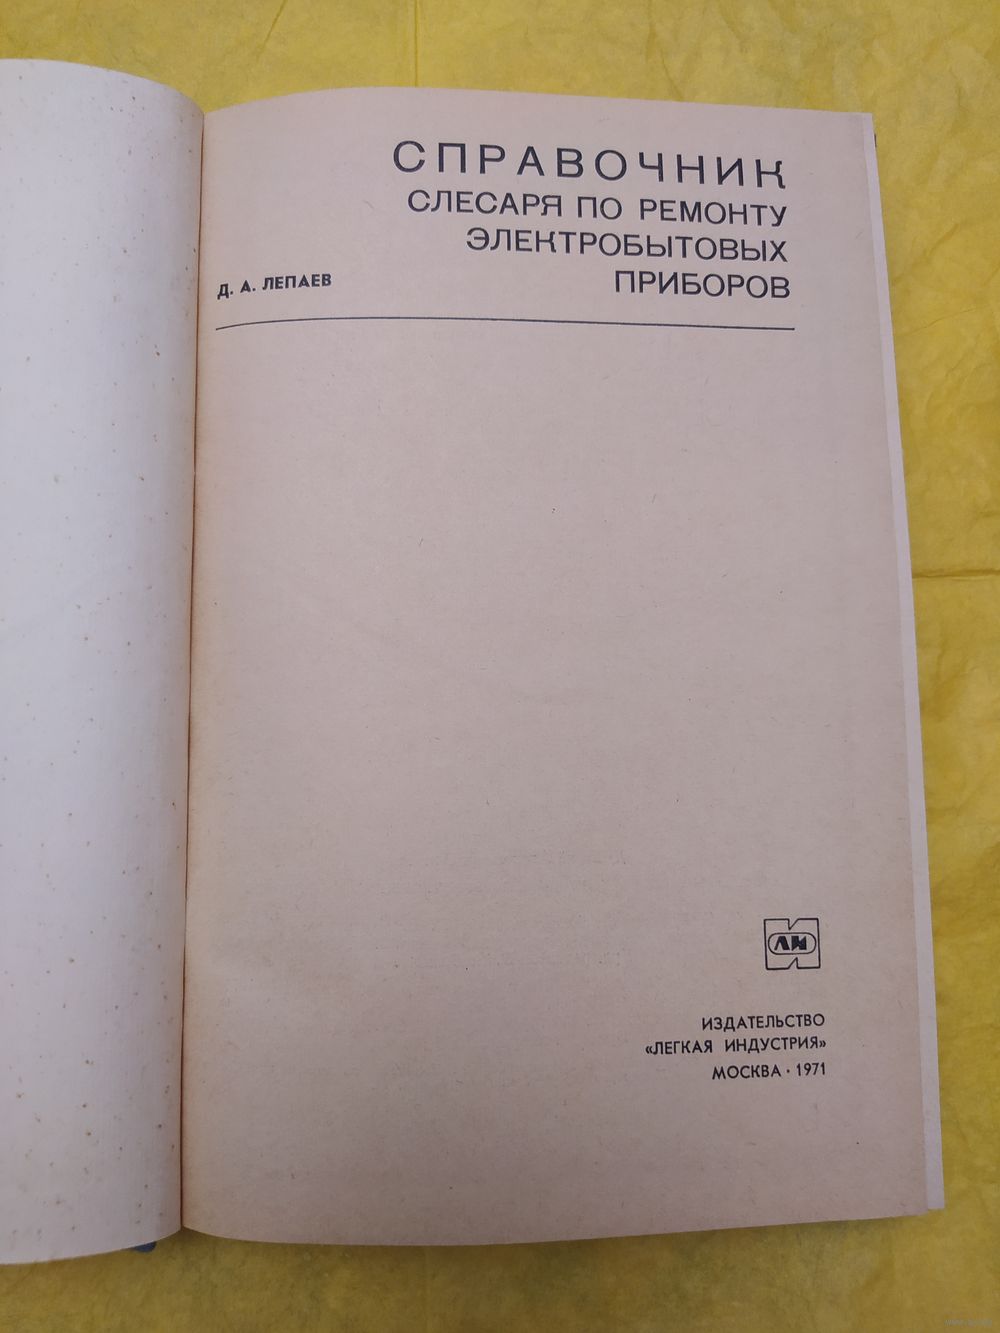 СПРАВОЧНИК
СЛЕСАРЯ ПО РЕМОНТУ
ЭЛЕКТРОБЫТОВЫХ
ПРИБОРОВ
Д. А. ЛЕПАЕВ
ЛИ
ИЗДАТЕЛЬСТВО
«ЛЕГКАЯ ИНДУСТРИЯ»
МОСКВА · 1971